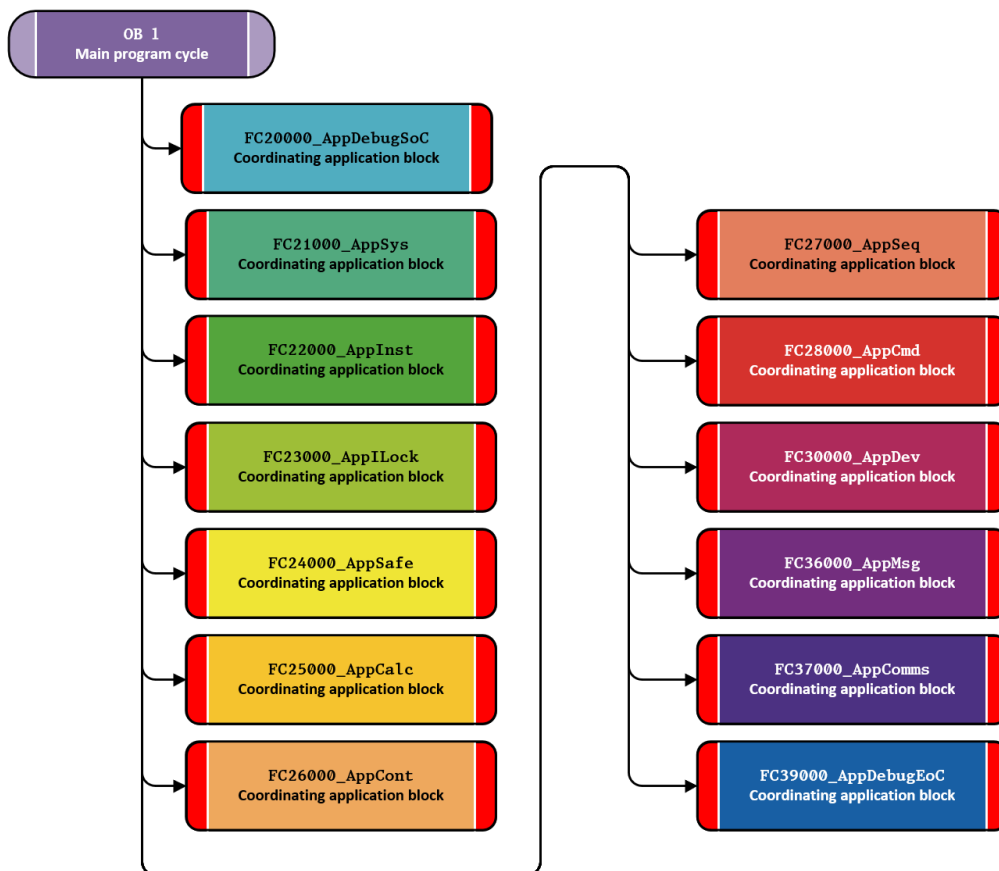 OB 1
Main program cycle
FC20000_AppDebugSoC
Coordinating application block
FC21000_AppSys
Coordinating application block
FC22000_AppInst
Coordinating application block
FC23000_AppILock
Coordinating application block
FC24000_AppSafe
Coordinating application block
FC25000_AppCalc
Coordinating application block
FC26000_AppCont
Coordinating application block
FC27000_AppSeq
Coordinating application block
FC28000_AppCmd
Coordinating application block
FC30000_AppDev
Coordinating application block
FC36000_AppMsg
Coordinating application block
FC37000_AppComms
Coordinating application block
FC39000_AppDebugEoC
Coordinating application block